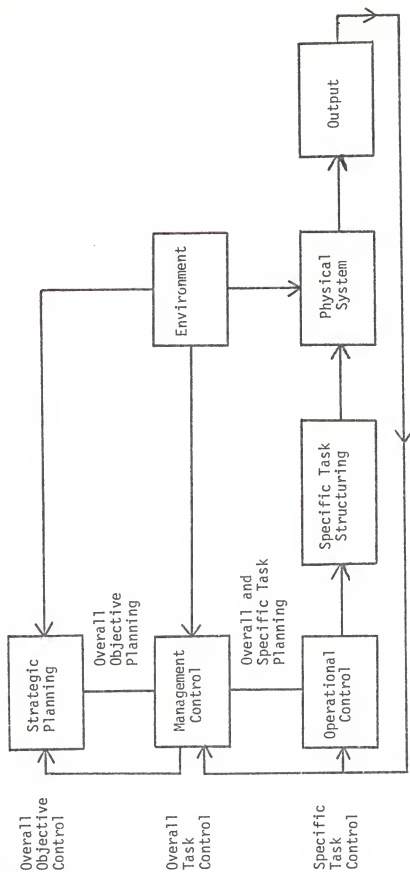 Overall
Objective
Control
Strategic
Planning
Overall
Objective
Planning
Environment
Overall
Task
Control
Management
Control
Overall and
Specific Task
Planning
Specific
Task
Control
Operational
Control
Specific Task
Structuring
Physical
System
Output